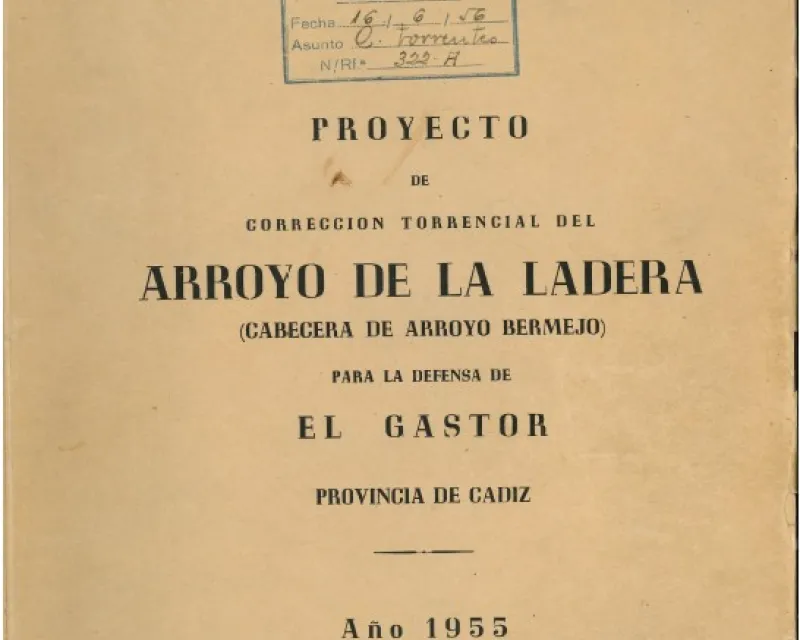 Fecha 16 / 6 / 56
Asunto C. Torrentes
N/Rf.ª 322-A
PROYECTO
DE
CORRECCION TORRENCIAL DEL
ARROYO DE LA LADERA
(CABECERA DE ARROYO BERMEJO)
PARA LA DEFENSA DE
EL GASTOR
PROVINCIA DE CADIZ
Año 1955